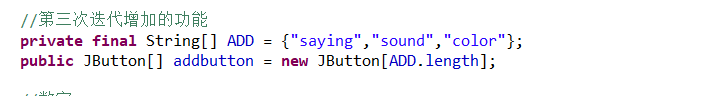 //第三次迭代增加的功能
private final String[] ADD = {"saying","sound","color"};
public JButton[] addbutton = new JButton[ADD.length];